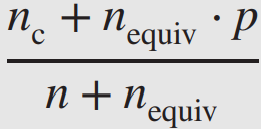 n_c + n_equiv · p
n + n_equiv